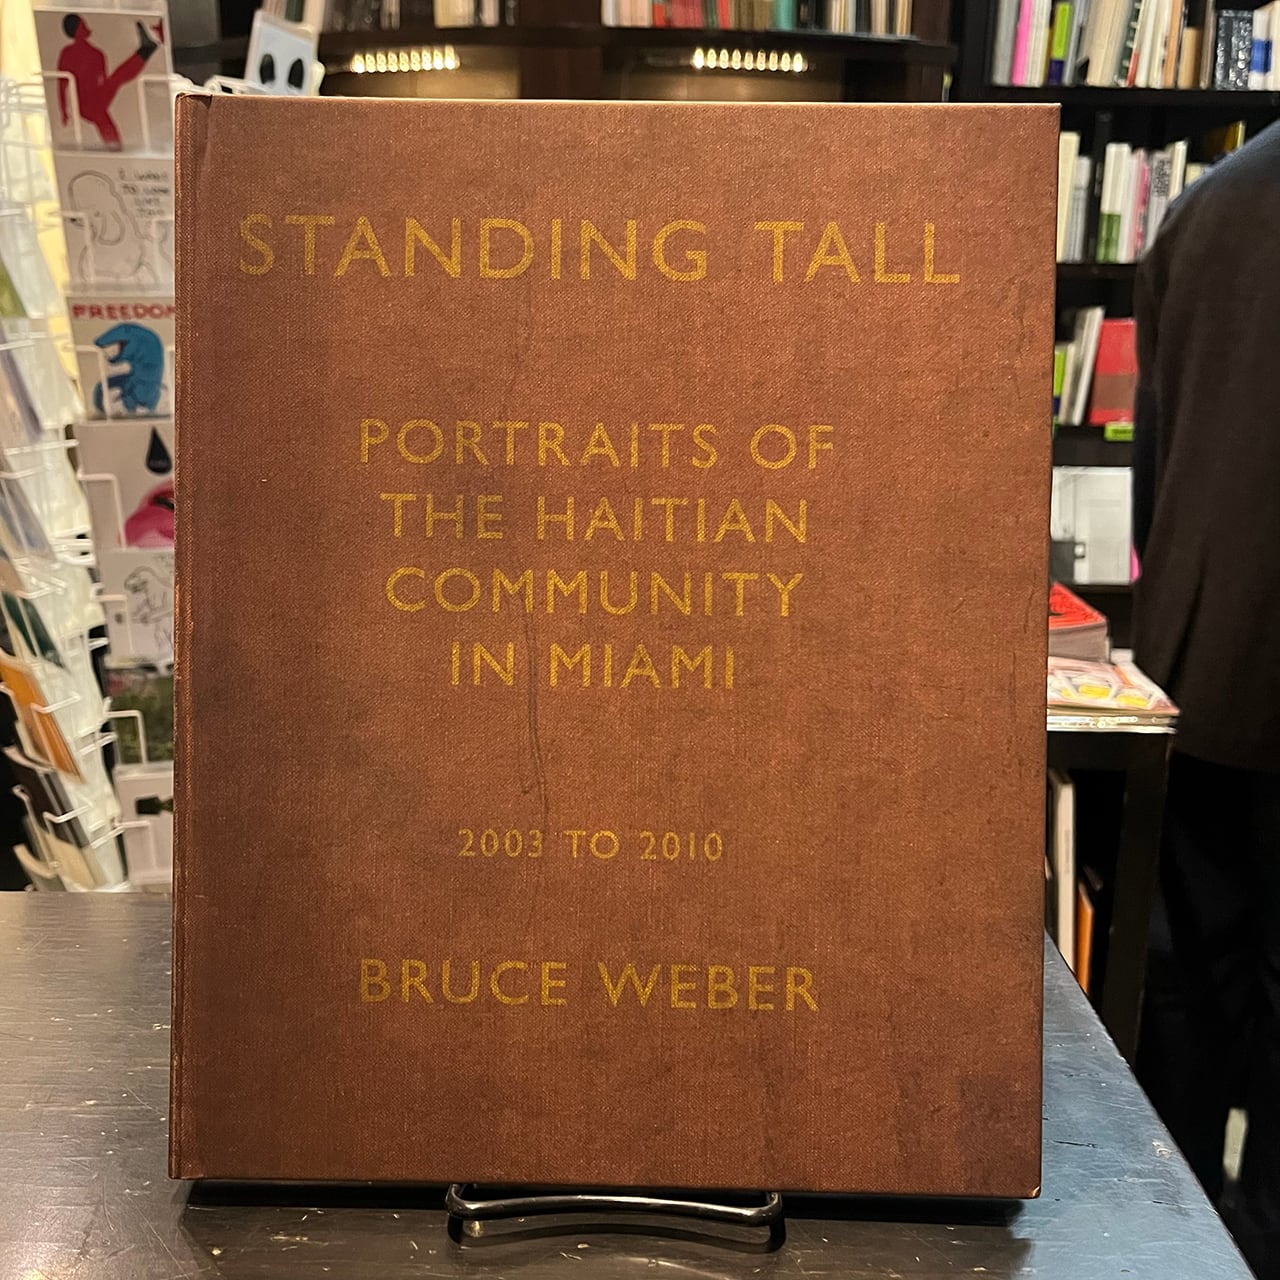 STANDING TALL
PORTRAITS OF
THE HAITIAN
COMMUNITY
IN MIAMI
2003 TO 2010
BRUCE WEBER
FREEDOM